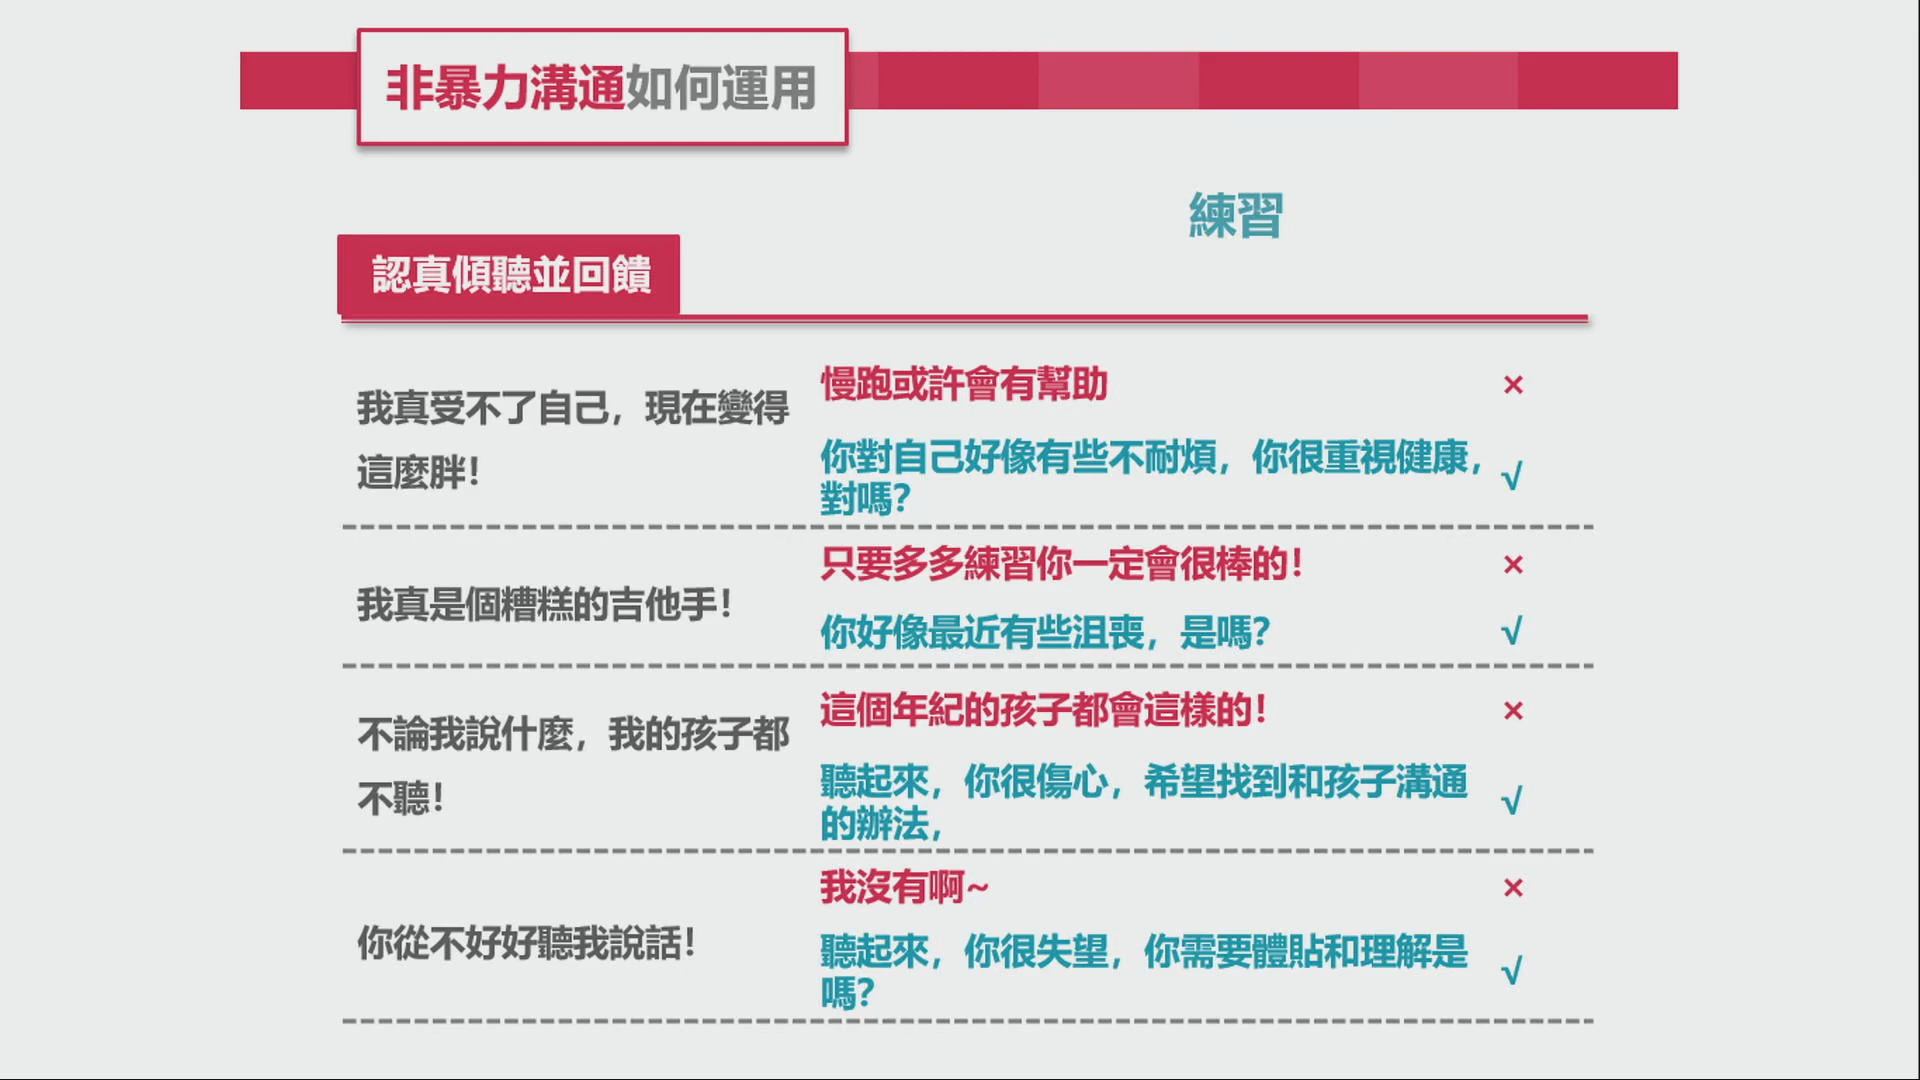 非暴力溝通如何運用
練習
認真傾聽並回饋
我真受不了自己，現在變得
這麼胖！
慢跑或許會有幫助 ×
你對自己好像有些不耐煩，你很重視健康，
對嗎？ √
我真是個糟糕的吉他手！
只要多多練習你一定會很棒的！ ×
你好像最近有些沮喪，是嗎？ √
不論我說什麼，我的孩子都
不聽！
這個年紀的孩子都會這樣的！ ×
聽起來，你很傷心，希望找到和孩子溝通
的辦法， √
你從不好好聽我說話！
我沒有啊~ ×
聽起來，你很失望，你需要體貼和理解是
嗎？ √